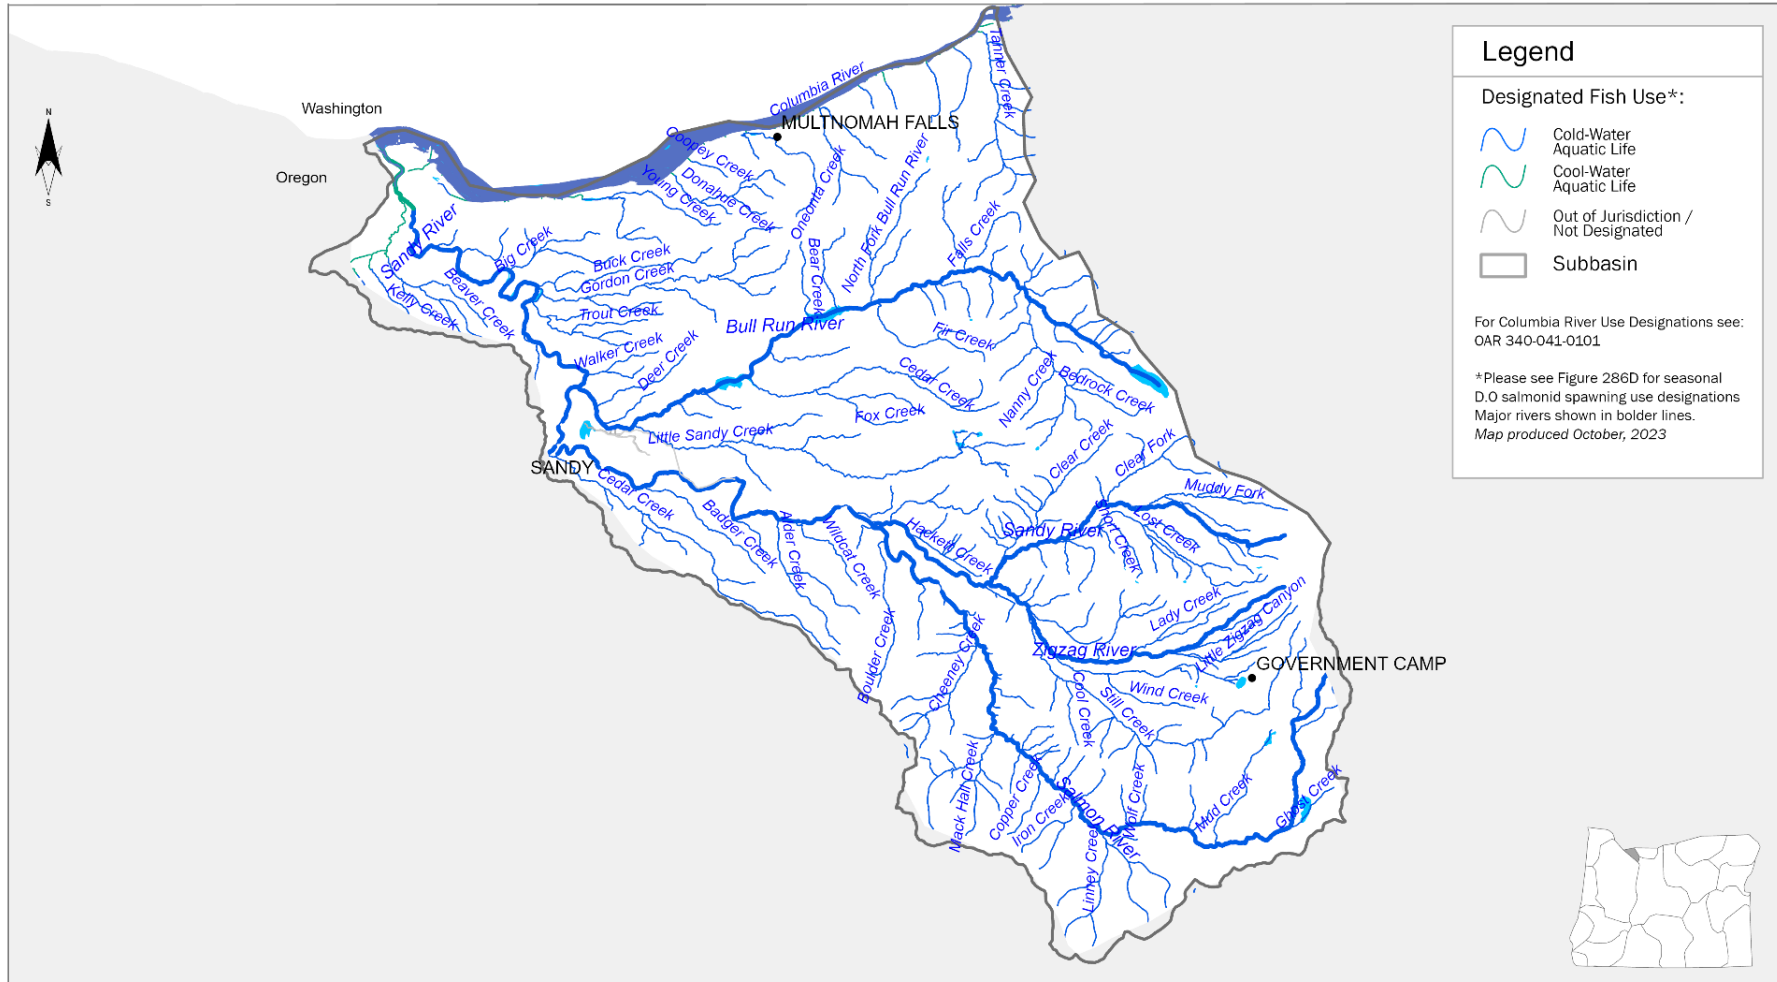 Legend
Designated Fish Use*:
Cold-Water
Aquatic Life
Cool-Water
Aquatic Life
Out of Jurisdiction /
Not Designated
Subbasin
For Columbia River Use Designations see:
OAR 340-041-0101
*Please see Figure 286D for seasonal
D.O salmonid spawning use designations
Major rivers shown in bolder lines.
Map produced October, 2023
N
S
Washington
Oregon
Columbia River
Tanner Creek
MULTNOMAH FALLS
Coopey Creek
Donahue Creek
Young Creek
Oneonta Creek
North Fork Bull Run River
Bear Creek
Falls Creek
Sandy River
Big Creek
Buck Creek
Gordon Creek
Beaver Creek
Kelly Creek
Trout Creek
Walker Creek
Deer Creek
Bull Run River
Fir Creek
Cedar Creek
Nanny Creek
Bedrock Creek
Fox Creek
Little Sandy Creek
Clear Creek
Clear Fork
SANDY
Cedar Creek
Badger Creek
Alder Creek
Wildcat Creek
Hackett Creek
Sandy River
Short Creek
Lost Creek
Muddy Fork
Lady Creek
Little Zigzag Canyon
Zigzag River
GOVERNMENT CAMP
Boulder Creek
Cheeney Creek
Cool Creek
Still Creek
Wind Creek
Mack Hall Creek
Copper Creek
Iron Creek
Salmon River
Wolf Creek
Linney Creek
Mud Creek
Ghost Creek